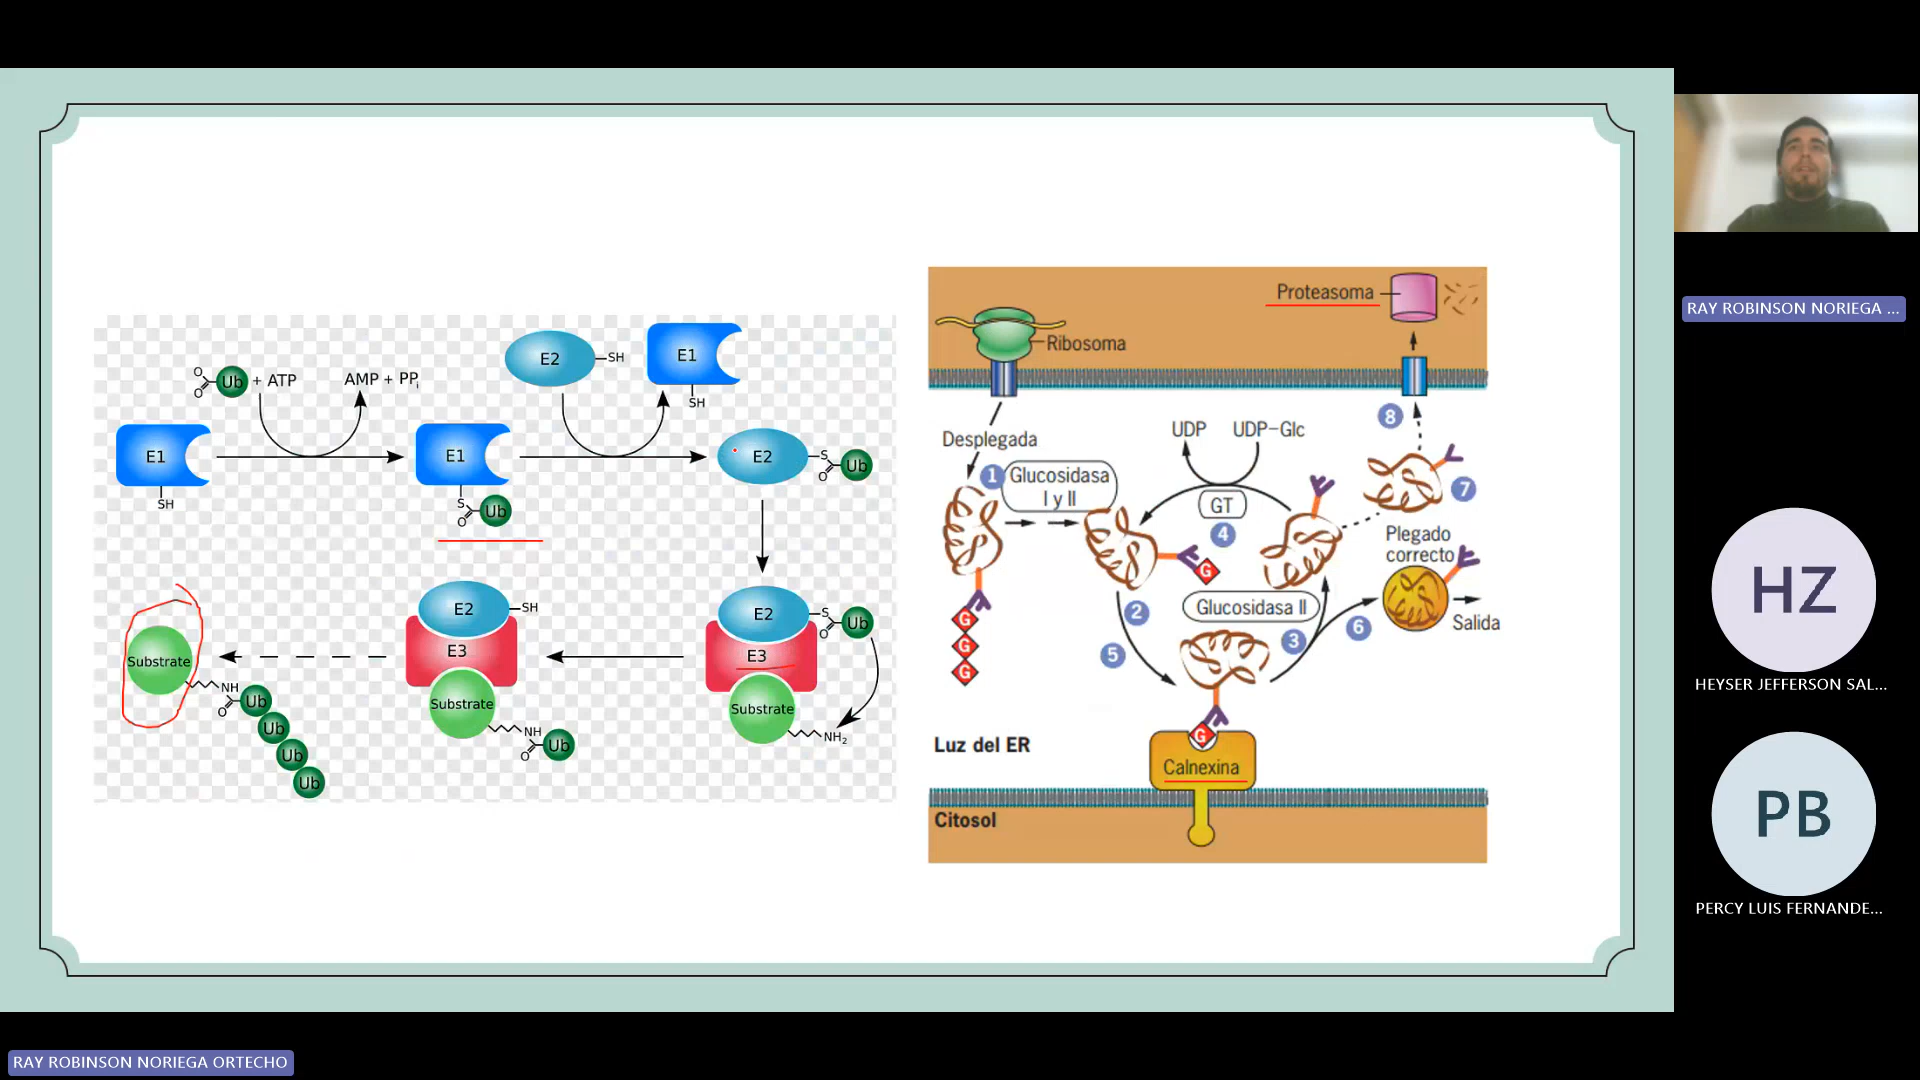 Ub + ATP
AMP + PPi
E2
SH
E1
SH
E1
SH
E1
S
O
Ub
E2
S
O
Ub
E2
S
O
Ub
E3
Substrate
NH2
E2
SH
E3
Substrate
NH
O
Ub
Substrate
NH
O
Ub
Ub
Ub
Ub
O
O
Proteasoma
Ribosoma
Desplegada
1
Glucosidasa
I y II
UDP
UDP–Glc
GT
4
8
7
Plegado
correcto
G
G
G
G
2
Glucosidasa II
3
6
Salida
5
G
Luz del ER
Calnexina
Citosol
RAY ROBINSON NORIEGA ...
HZ
HEYSER JEFFERSON SAL...
PB
PERCY LUIS FERNANDE...
RAY ROBINSON NORIEGA ORTECHO